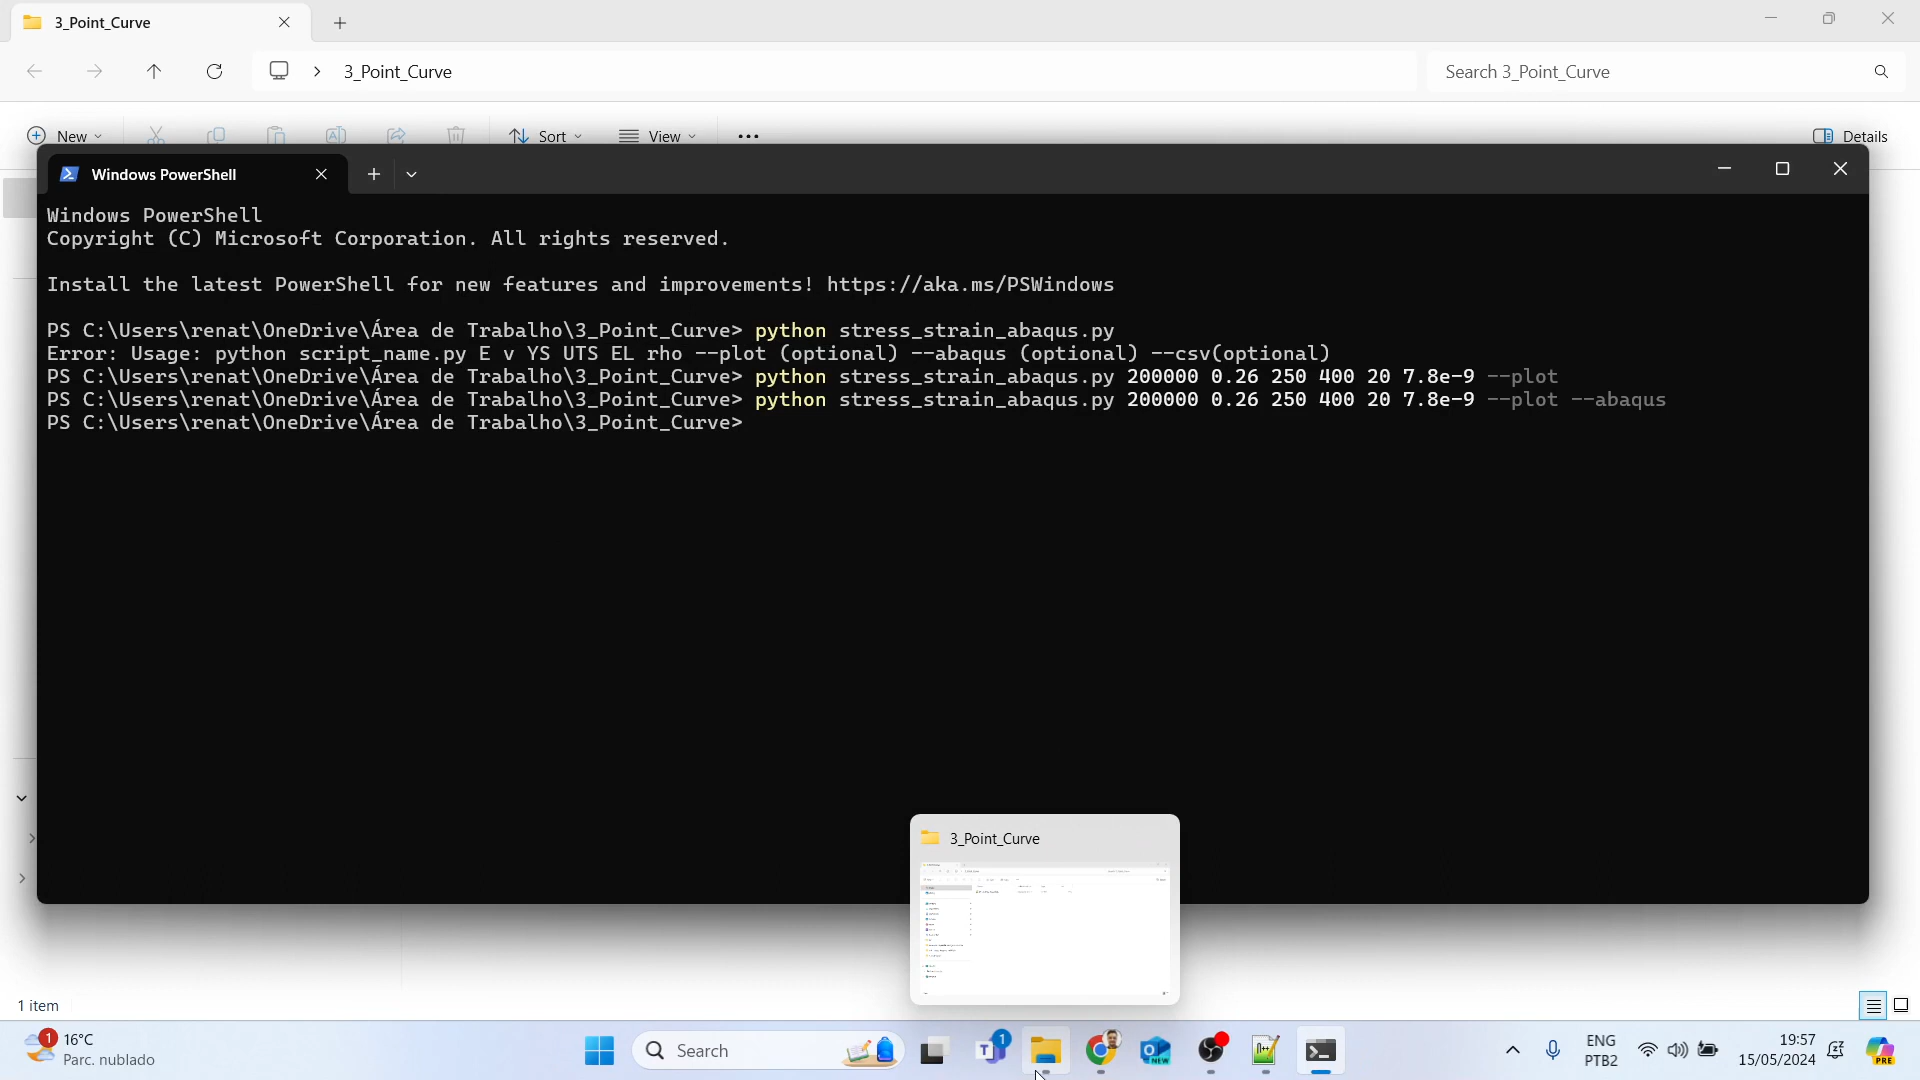 3_Point_Curve
3_Point_Curve
Search 3_Point_Curve
New
Sort
View
Details
Windows PowerShell
Windows PowerShell
Copyright (C) Microsoft Corporation. All rights reserved.
Install the latest PowerShell for new features and improvements! https://aka.ms/PSWindows
PS C:\Users\renat\OneDrive\Área de Trabalho\3_Point_Curve> python stress_strain_abaqus.py
Error: Usage: python script_name.py E v YS UTS EL rho --plot (optional) --abaqus (optional) --csv(optional)
PS C:\Users\renat\OneDrive\Área de Trabalho\3_Point_Curve> python stress_strain_abaqus.py 200000 0.26 250 400 20 7.8e-9 --plot
PS C:\Users\renat\OneDrive\Área de Trabalho\3_Point_Curve> python stress_strain_abaqus.py 200000 0.26 250 400 20 7.8e-9 --plot --abaqus
PS C:\Users\renat\OneDrive\Área de Trabalho\3_Point_Curve>
3_Point_Curve
1 item
1
16°C
Parc. nublado
Search
1
NEW
ENG
PTB2
19:57
15/05/2024
PRE